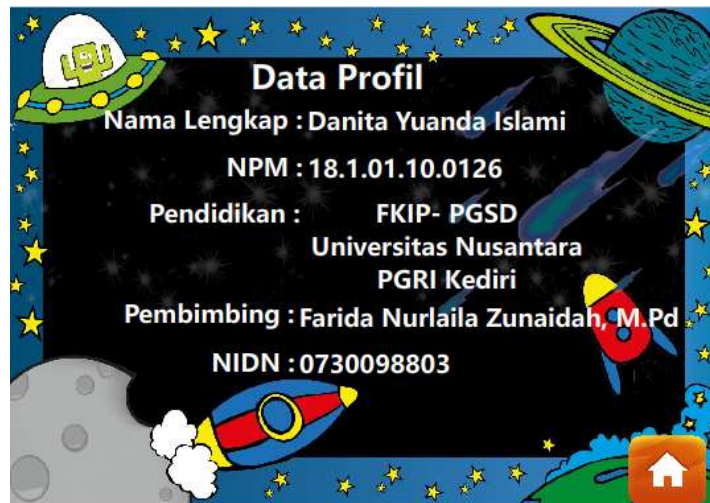 Data Profil
Nama Lengkap : Danita Yuanda Islami
NPM : 18.1.01.10.0126
Pendidikan : FKIP- PGSD
Universitas Nusantara
PGRI Kediri
Pembimbing : Farida Nurlaila Zunaidah, M.Pd
NIDN : 0730098803